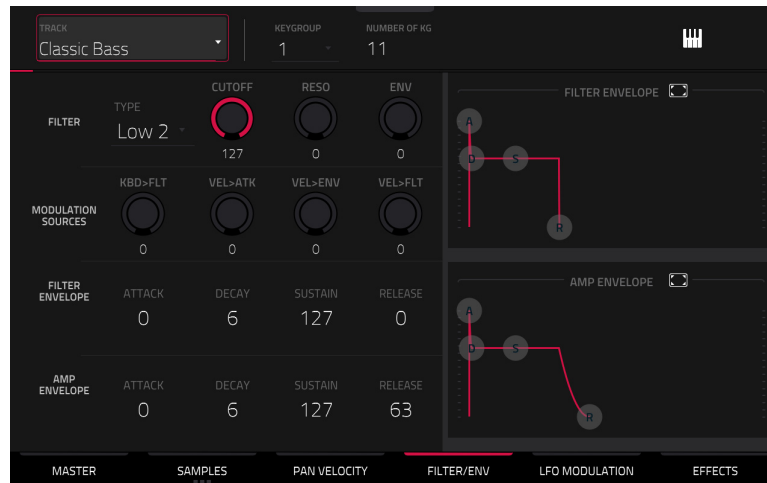 TRACK
Classic Bass
KEYGROUP
1
NUMBER OF KG
11
FILTER
TYPE
Low 2
CUTOFF
127
RESO
0
ENV
0
MODULATION
SOURCES
KBD>FLT
0
VEL>ATK
0
VEL>ENV
0
VEL>FLT
0
FILTER
ENVELOPE
ATTACK
0
DECAY
6
SUSTAIN
127
RELEASE
0
AMP
ENVELOPE
ATTACK
0
DECAY
6
SUSTAIN
127
RELEASE
63
FILTER ENVELOPE
A
D
S
R
AMP ENVELOPE
A
D
S
R
MASTER
SAMPLES
PAN VELOCITY
FILTER/ENV
LFO MODULATION
EFFECTS